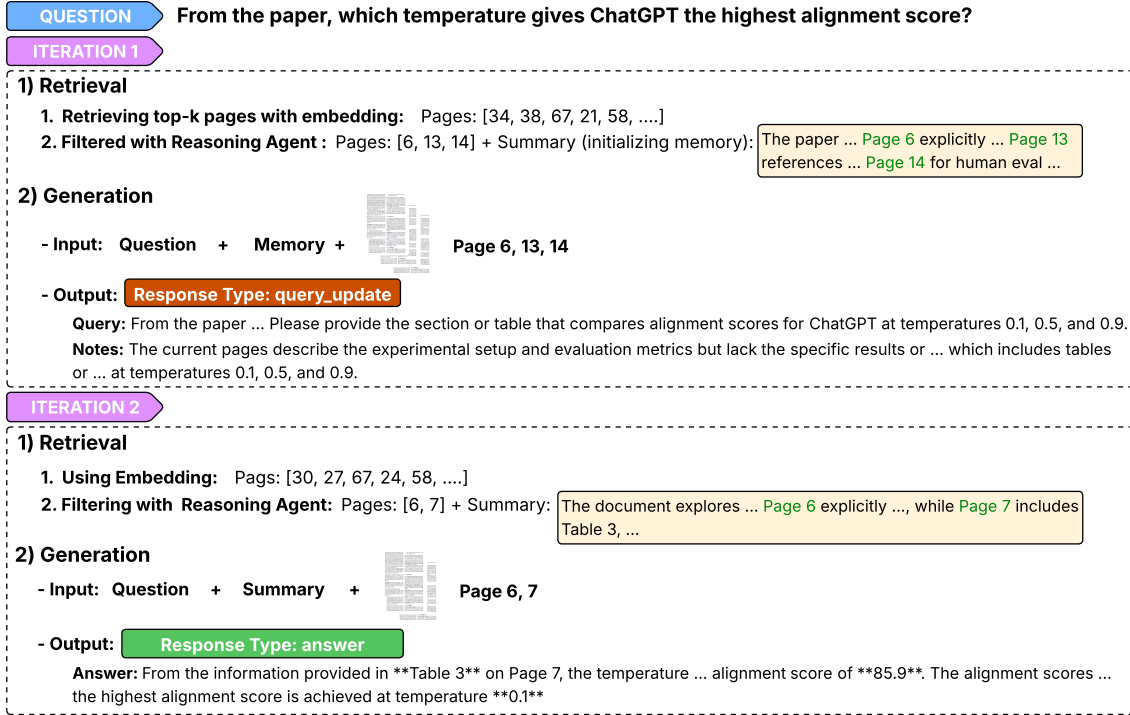 QUESTION From the paper, which temperature gives ChatGPT the highest alignment score?
ITERATION 1
1) Retrieval
1. Retrieving top-k pages with embedding: Pages: [34, 38, 67, 21, 58, ....]
2. Filtered with Reasoning Agent : Pages: [6, 13, 14] + Summary (initializing memory):
The paper ... Page 6 explicitly ... Page 13
references ... Page 14 for human eval ...
2) Generation
- Input: Question + Memory + Page 6, 13, 14
- Output: Response Type: query_update
Query: From the paper ... Please provide the section or table that compares alignment scores for ChatGPT at temperatures 0.1, 0.5, and 0.9.
Notes: The current pages describe the experimental setup and evaluation metrics but lack the specific results or ... which includes tables
or ... at temperatures 0.1, 0.5, and 0.9.
ITERATION 2
1) Retrieval
1. Using Embedding: Pags: [30, 27, 67, 24, 58, ....]
2. Filtering with Reasoning Agent: Pages: [6, 7] + Summary:
The document explores ... Page 6 explicitly ..., while Page 7 includes
Table 3, ...
2) Generation
- Input: Question + Summary + Page 6, 7
- Output: Response Type: answer
Answer: From the information provided in **Table 3** on Page 7, the temperature ... alignment score of **85.9**. The alignment scores ...
the highest alignment score is achieved at temperature **0.1**